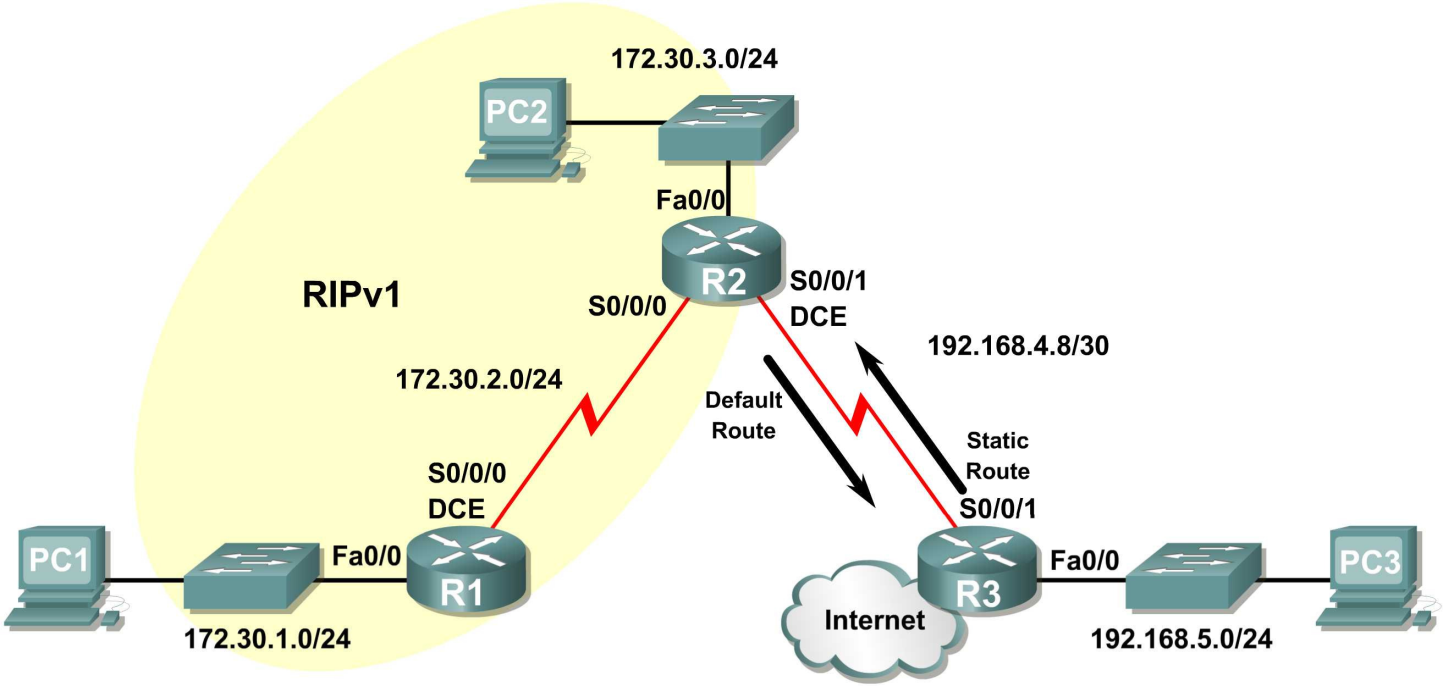 172.30.3.0/24
PC2
Fa0/0
R2
S0/0/1
DCE
RIPv1
S0/0/0
192.168.4.8/30
172.30.2.0/24
Default
Route
Static
Route
S0/0/0
DCE
S0/0/1
PC1
Fa0/0
R1
172.30.1.0/24
Internet
R3
Fa0/0
PC3
192.168.5.0/24